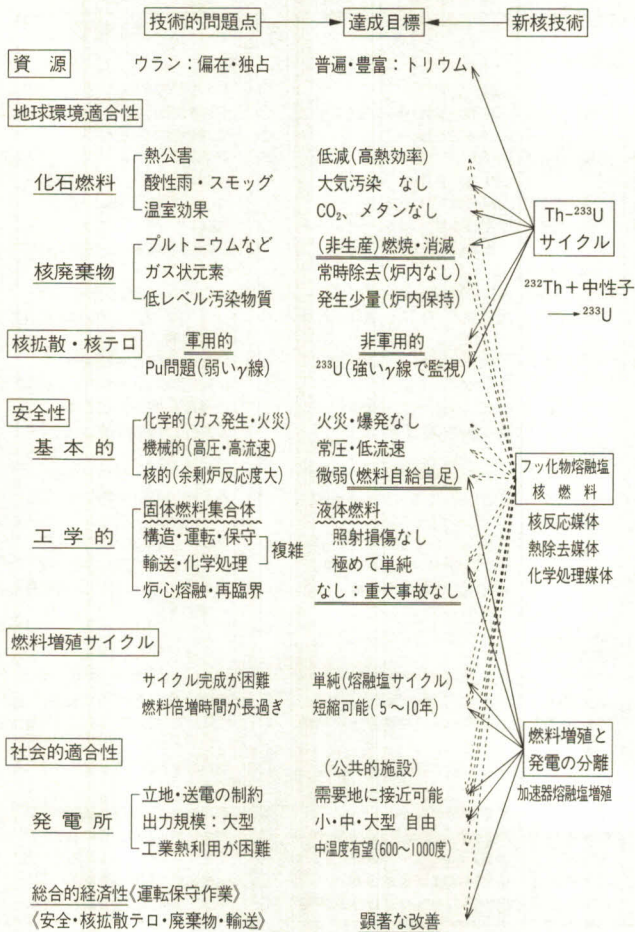 技術的問題点 達成目標 新核技術
資源 ウラン：偏在・独占 普遍・豊富：トリウム
地球環境適合性
熱公害 低減(高熱効率)
化石燃料 酸性雨・スモッグ 大気汚染 なし
温室効果 CO₂、メタンなし
Th-²³³U
サイクル
プルトニウムなど (非生産)燃焼・消滅
核廃棄物 ガス状元素 常時除去(炉内なし)
低レベル汚染物質 発生少量(炉内保持)
²³²Th＋中性子
→²³³U
核拡散・核テロ 軍用的 非軍用的
Pu問題(弱いγ線) ²³³U(強いγ線で監視)
安全性
化学的(ガス発生・火災) 火災・爆発なし
基本的 機械的(高圧・高流速) 常圧・低流速
核的(余剰炉反応度大) 微弱(燃料自給自足)
フッ化物熔融塩
核燃料
核反応媒体
熱除去媒体
化学処理媒体
固体燃料集合体 液体燃料
工学的 構造・運転・保守 照射損傷なし
複雑
輸送・化学処理 極めて単純
炉心熔融・再臨界 なし：重大事故なし
燃料増殖サイクル
サイクル完成が困難 単純(熔融塩サイクル)
燃料倍増時間が長過ぎ 短縮可能(5～10年)
燃料増殖と
発電の分離
加速器熔融塩増殖
社会的適合性
(公共的施設)
立地・送電の制約 需要地に接近可能
発電所 出力規模：大型 小・中・大型 自由
工業熱利用が困難 中温度有望(600～1000度)
総合的経済性《運転保守作業》
《安全・核拡散テロ・廃棄物・輸送》 顕著な改善